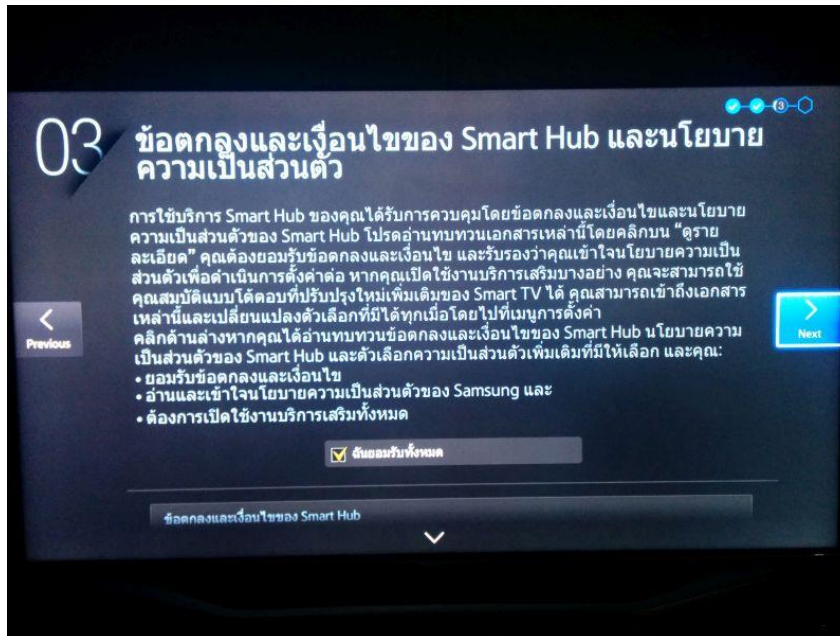 3
03
ข้อตกลงและเงื่อนไขของ Smart Hub และนโยบาย
ความเป็นส่วนตัว
การใช้บริการ Smart Hub ของคุณได้รับการควบคุมโดยข้อตกลงและเงื่อนไขและนโยบาย
ความเป็นส่วนตัวของ Smart Hub โปรดอ่านทบทวนเอกสารเหล่านี้โดยคลิกบน “ดูราย
ละเอียด” คุณต้องยอมรับข้อตกลงและเงื่อนไข และรับรองว่าคุณเข้าใจนโยบายความเป็น
ส่วนตัวเพื่อดำเนินการตั้งค่าต่อ หากคุณเปิดใช้งานบริการเสริมบางอย่าง คุณจะสามารถใช้
คุณสมบัติแบบโต้ตอบที่ปรับปรุงใหม่เพิ่มเติมของ Smart TV ได้ คุณสามารถเข้าถึงเอกสาร
เหล่านี้และเปลี่ยนแปลงตัวเลือกที่มีได้ทุกเมื่อโดยไปที่เมนูการตั้งค่า
คลิกด้านล่างหากคุณได้อ่านทบทวนข้อตกลงและเงื่อนไขของ Smart Hub นโยบายความ
เป็นส่วนตัวของ Smart Hub และตัวเลือกความเป็นส่วนตัวเพิ่มเติมที่มีให้เลือก และคุณ:
• ยอมรับข้อตกลงและเงื่อนไข
• อ่านและเข้าใจนโยบายความเป็นส่วนตัวของ Samsung และ
• ต้องการเปิดใช้งานบริการเสริมทั้งหมด
Previous
Next
ฉันยอมรับทั้งหมด
ข้อตกลงและเงื่อนไขของ Smart Hub